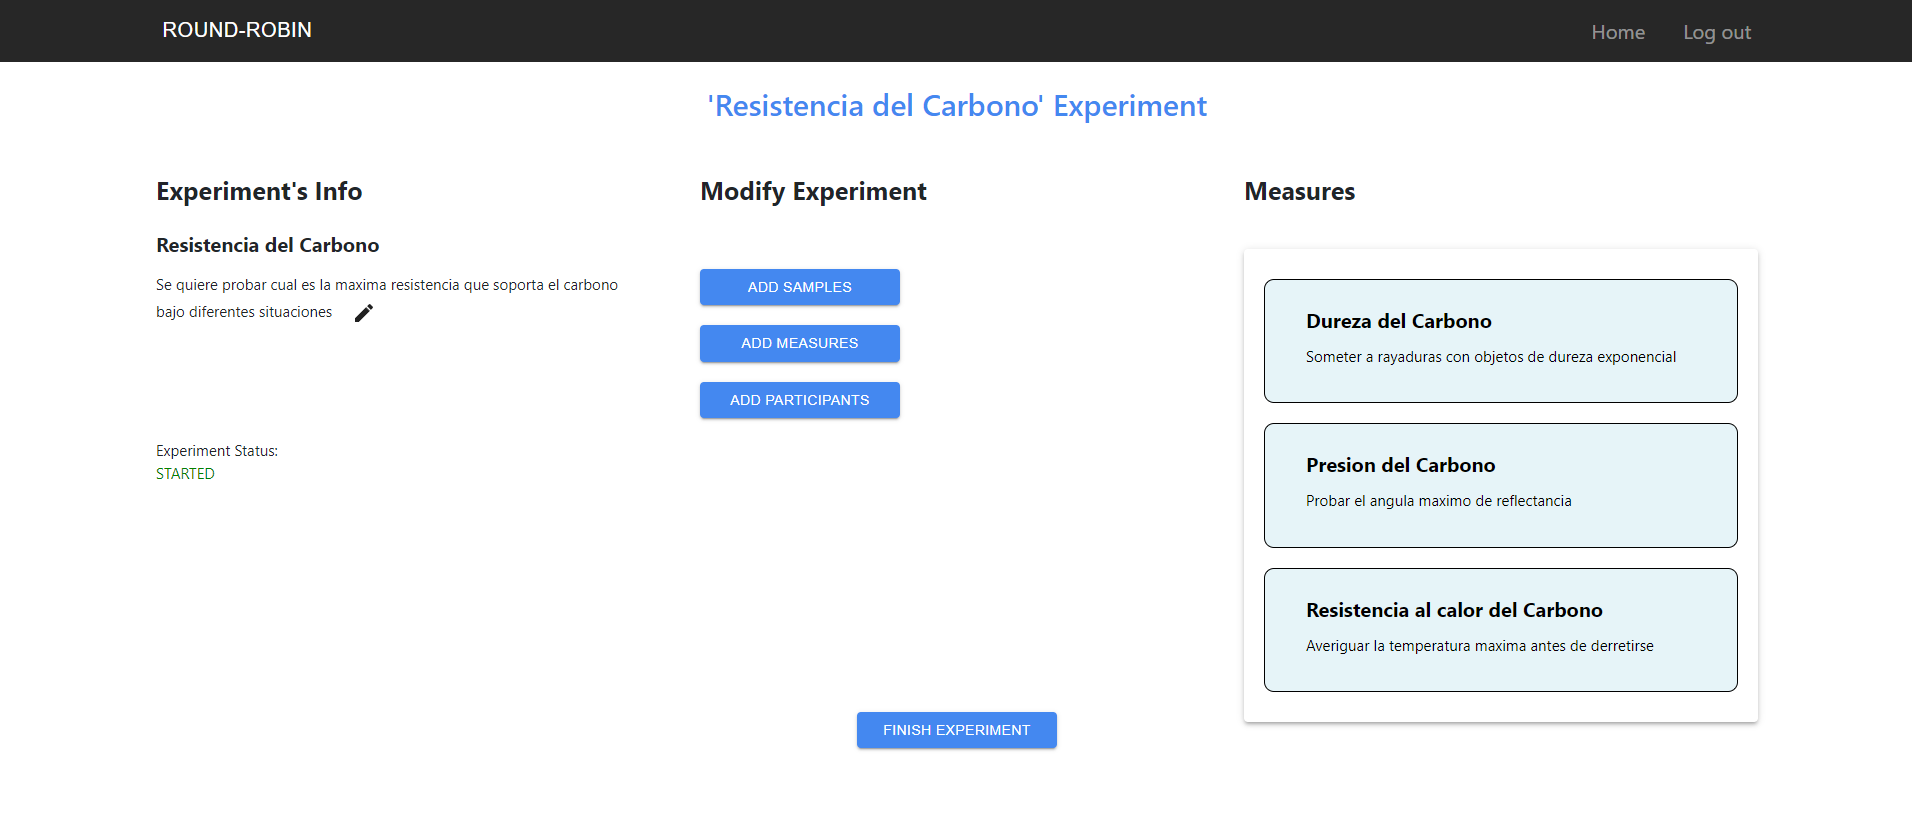 ROUND-ROBIN
Home
Log out
'Resistencia del Carbono' Experiment
Experiment's Info
Resistencia del Carbono
Se quiere probar cual es la maxima resistencia que soporta el carbono
bajo diferentes situaciones
Experiment Status:
STARTED
Modify Experiment
ADD SAMPLES
ADD MEASURES
ADD PARTICIPANTS
Measures
Dureza del Carbono
Someter a rayaduras con objetos de dureza exponencial
Presion del Carbono
Probar el angula maximo de reflectancia
Resistencia al calor del Carbono
Averiguar la temperatura maxima antes de derretirse
FINISH EXPERIMENT